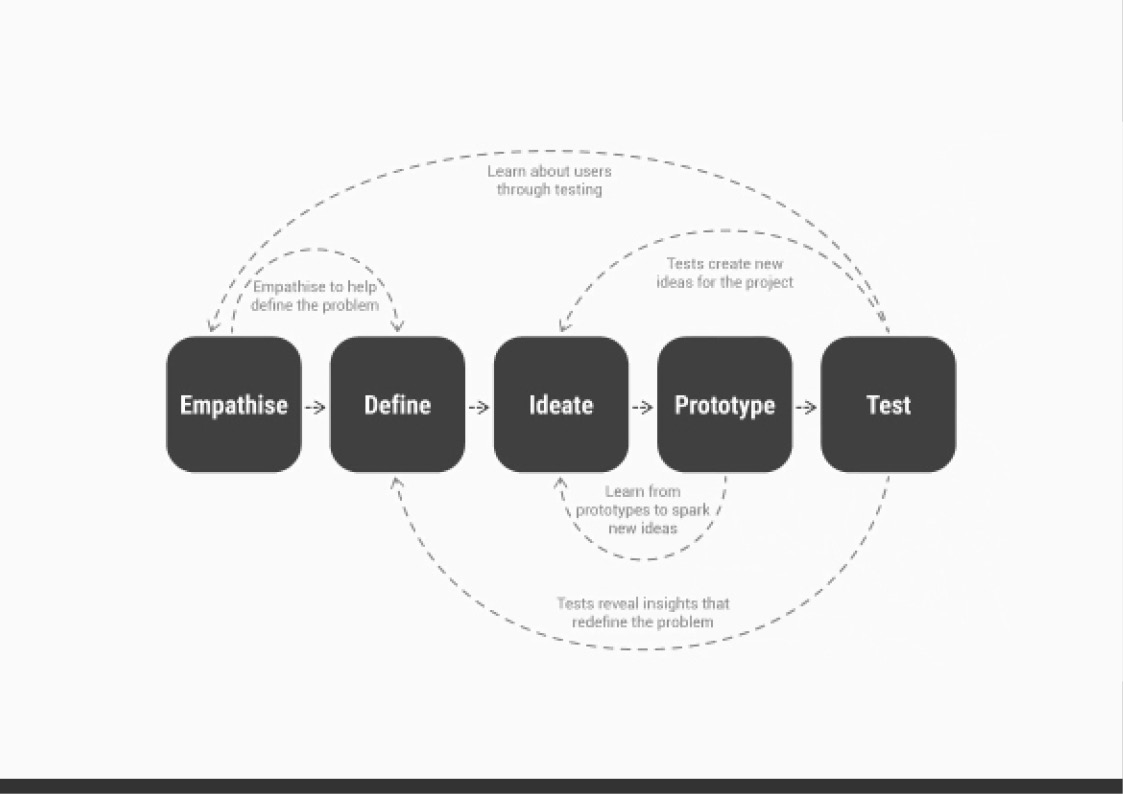 Learn about users
through testing
Tests create new
ideas for the project
Empathise to help
define the problem
Empathise
Define
Ideate
Prototype
Test
Learn from
prototypes to spark
new ideas
Tests reveal insights that
redefine the problem